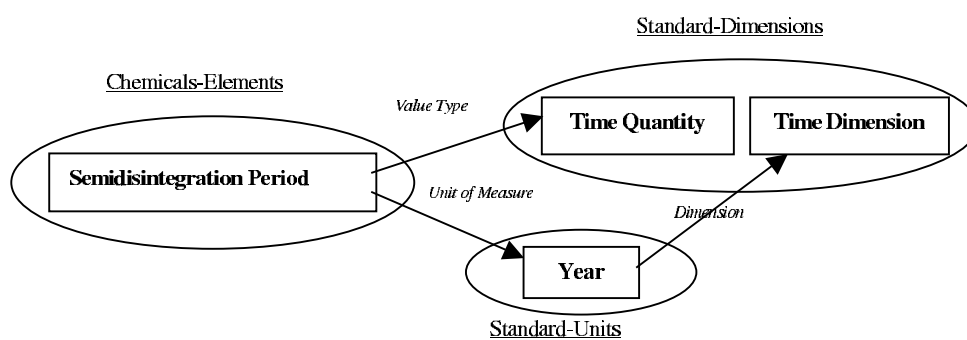 Standard-Dimensions
Chemicals-Elements
Value Type
Time Quantity
Time Dimension
Semidisintegration Period
Unit of Measure
Dimension
Year
Standard-Units